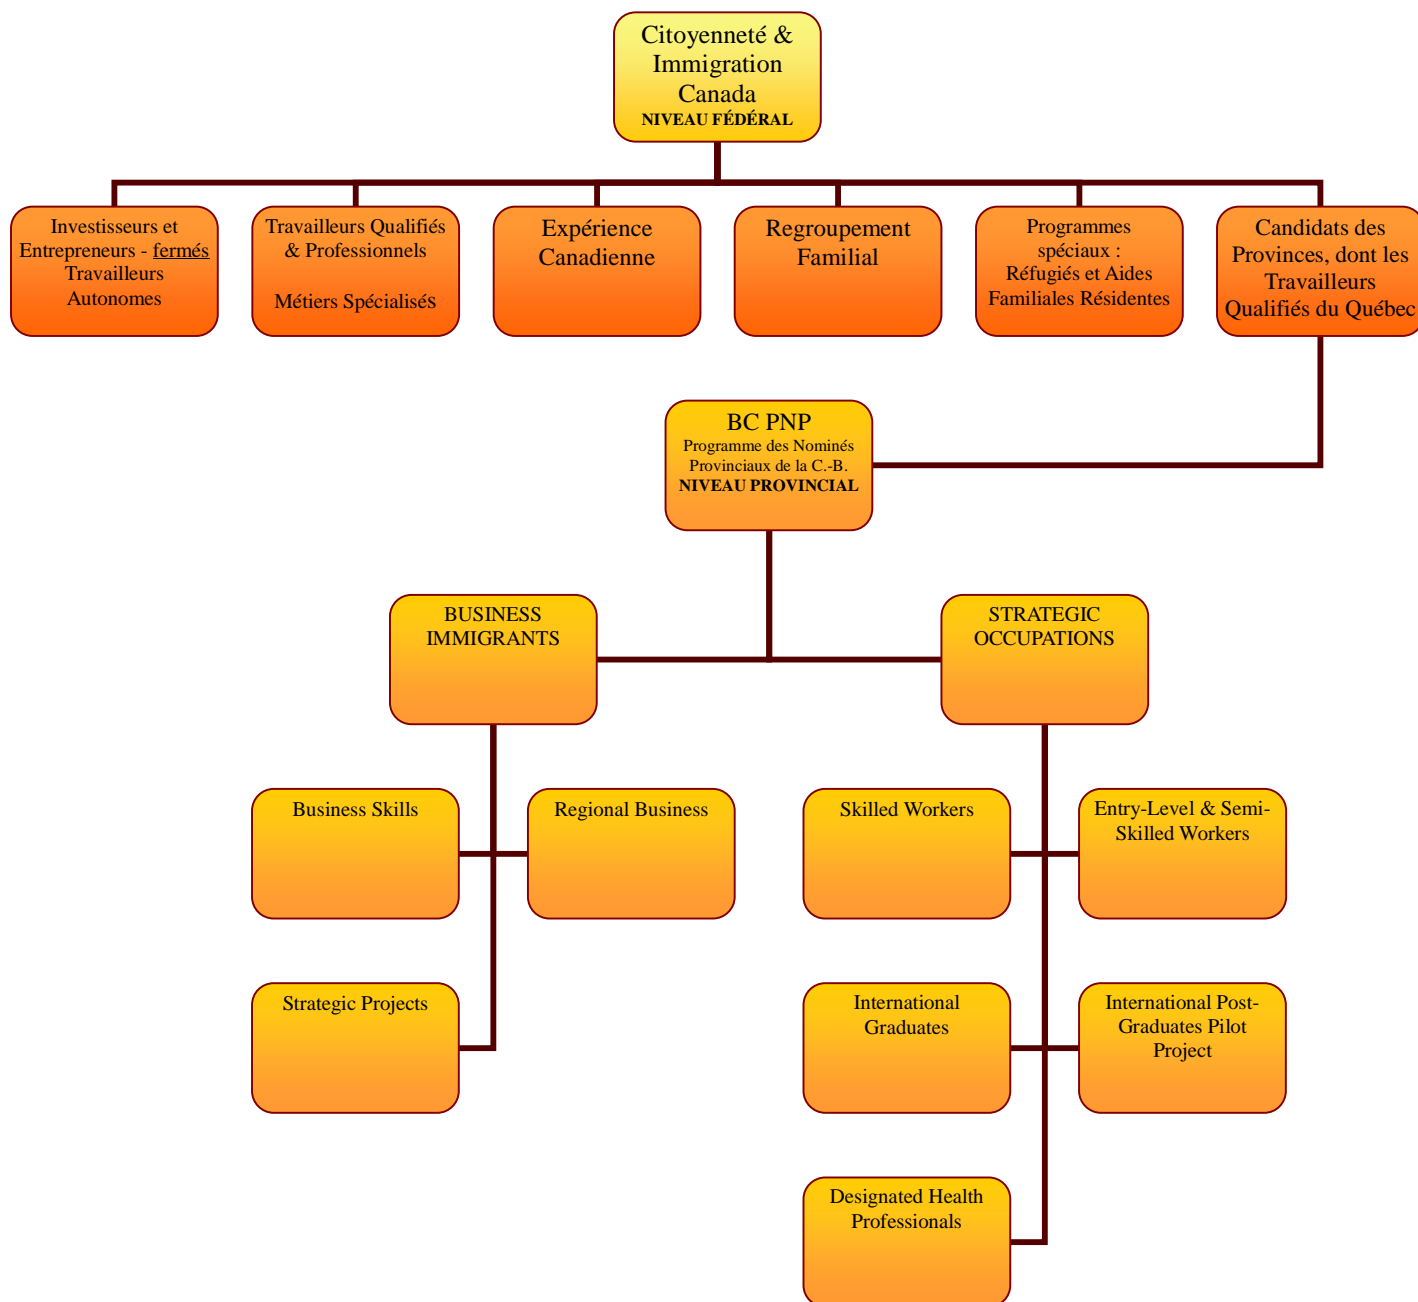 Citoyenneté &
Immigration
Canada
NIVEAU FÉDÉRAL
Investisseurs et
Entrepreneurs - fermés
Travailleurs
Autonomes
Travailleurs Qualifiés
& Professionnels
Métiers Spécialisés
Expérience
Canadienne
Regroupement
Familial
Programmes
spéciaux :
Réfugiés et Aides
Familiales Résidentes
Candidats des
Provinces, dont les
Travailleurs
Qualifiés du Québec
BC PNP
Programme des Nominés
Provinciaux de la C.-B.
NIVEAU PROVINCIAL
BUSINESS
IMMIGRANTS
STRATEGIC
OCCUPATIONS
Business Skills
Regional Business
Skilled Workers
Entry-Level & Semi-
Skilled Workers
Strategic Projects
International
Graduates
International Post-
Graduates Pilot
Project
Designated Health
Professionals